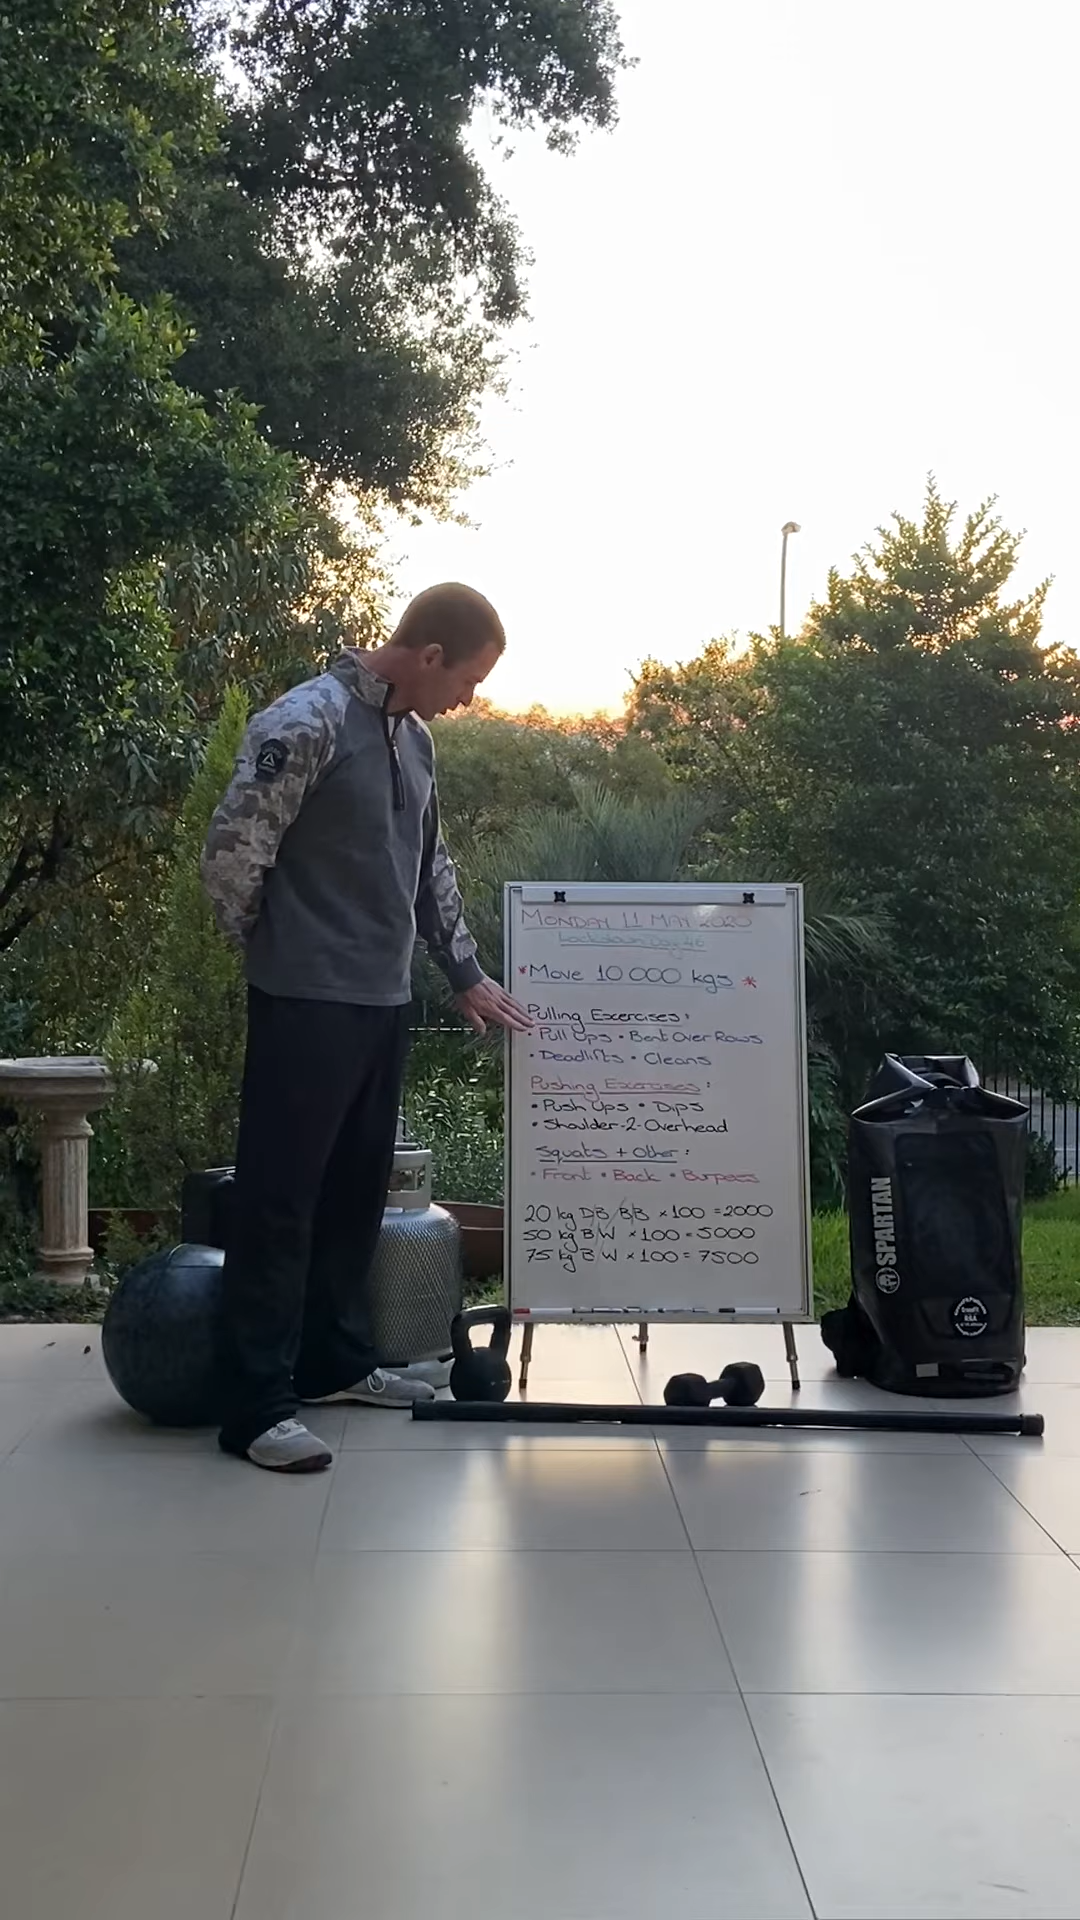 MONDAY 11 MAY 2020
Lockdown Day 46
* Move 10 000 kgs *
Pulling Exercises :
• Pull Ups • Bent Over Rows
• Deadlifts • Cleans
Pushing Exercises :
• Push Ups • Dips
• Shoulder-2-Overhead
Squats + Other :
• Front • Back • Burpees
20 kg DB/BB x 100 = 2000
50 kg BW x 100 = 5000
75 kg BW x 100 = 7500
SPARTAN